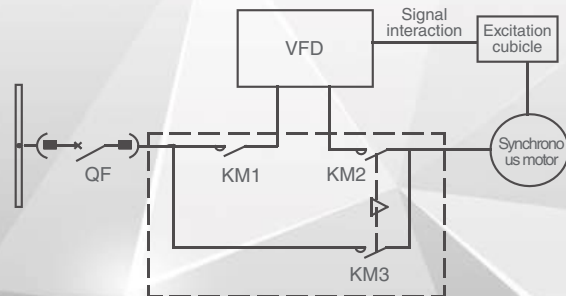 Signal
interaction
VFD
Excitation
cubicle
Synchrono
us motor
QF
KM1
KM2
KM3